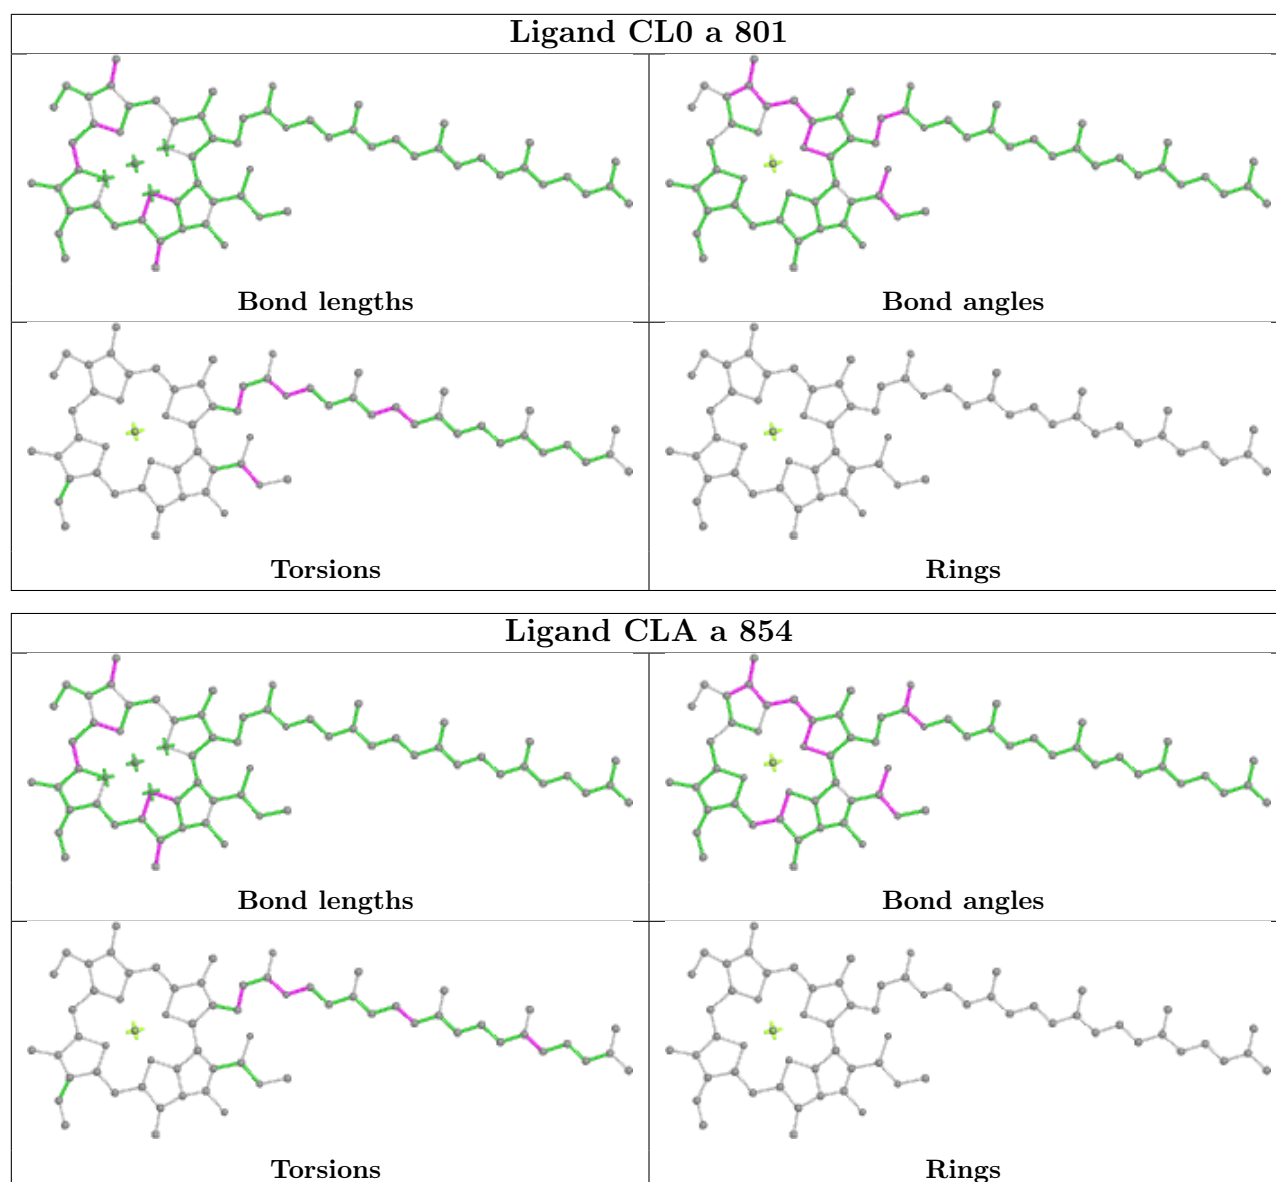 Ligand CL0 a 801
Bond lengths
Bond angles
Torsions
Rings
Ligand CLA a 854
Bond lengths
Bond angles
Torsions
Rings